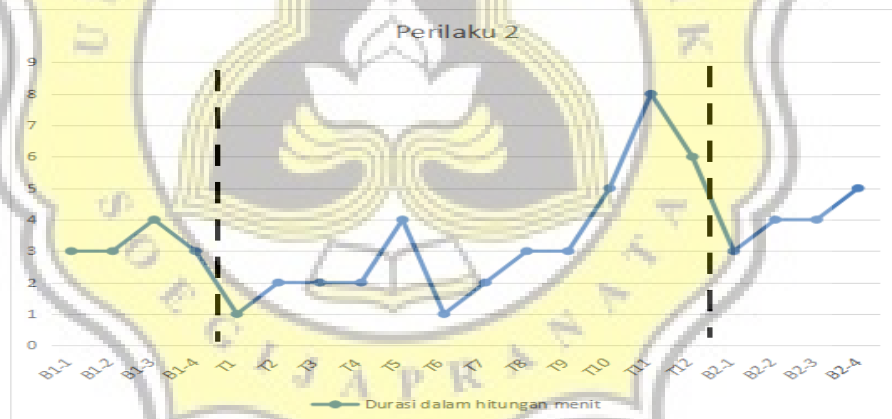 Perilaku 2
9
8
7
6
5
4
3
2
1
0
B1-1 B1-2 B1-3 B1-4 T1 T2 T3 T4 T5 T6 T7 T8 T9 T10 T11 T12 B2-1 B2-2 B2-3 B2-4
Durasi dalam hitungan menit
SOEGIJAPRANATA
U
K